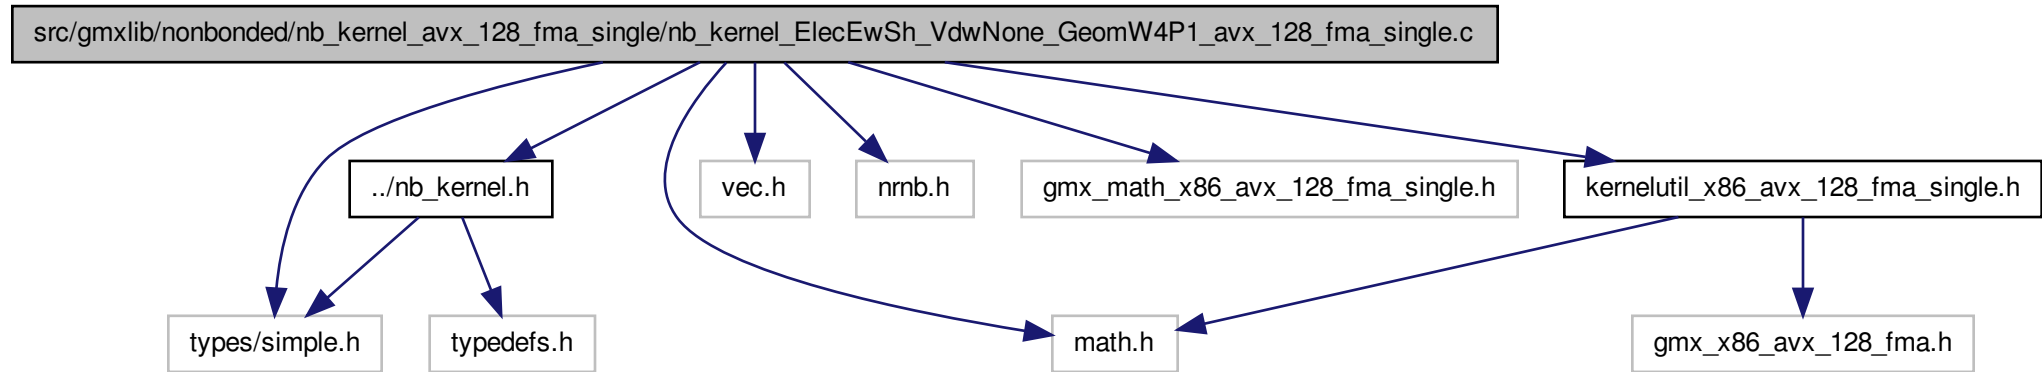 src/gmxlib/nonbonded/nb_kernel_avx_128_fma_single/nb_kernel_ElecEwSh_VdwNone_GeomW4P1_avx_128_fma_single.c
../nb_kernel.h
vec.h
nrnb.h
gmx_math_x86_avx_128_fma_single.h
kernelutil_x86_avx_128_fma_single.h
types/simple.h
typedefs.h
math.h
gmx_x86_avx_128_fma.h